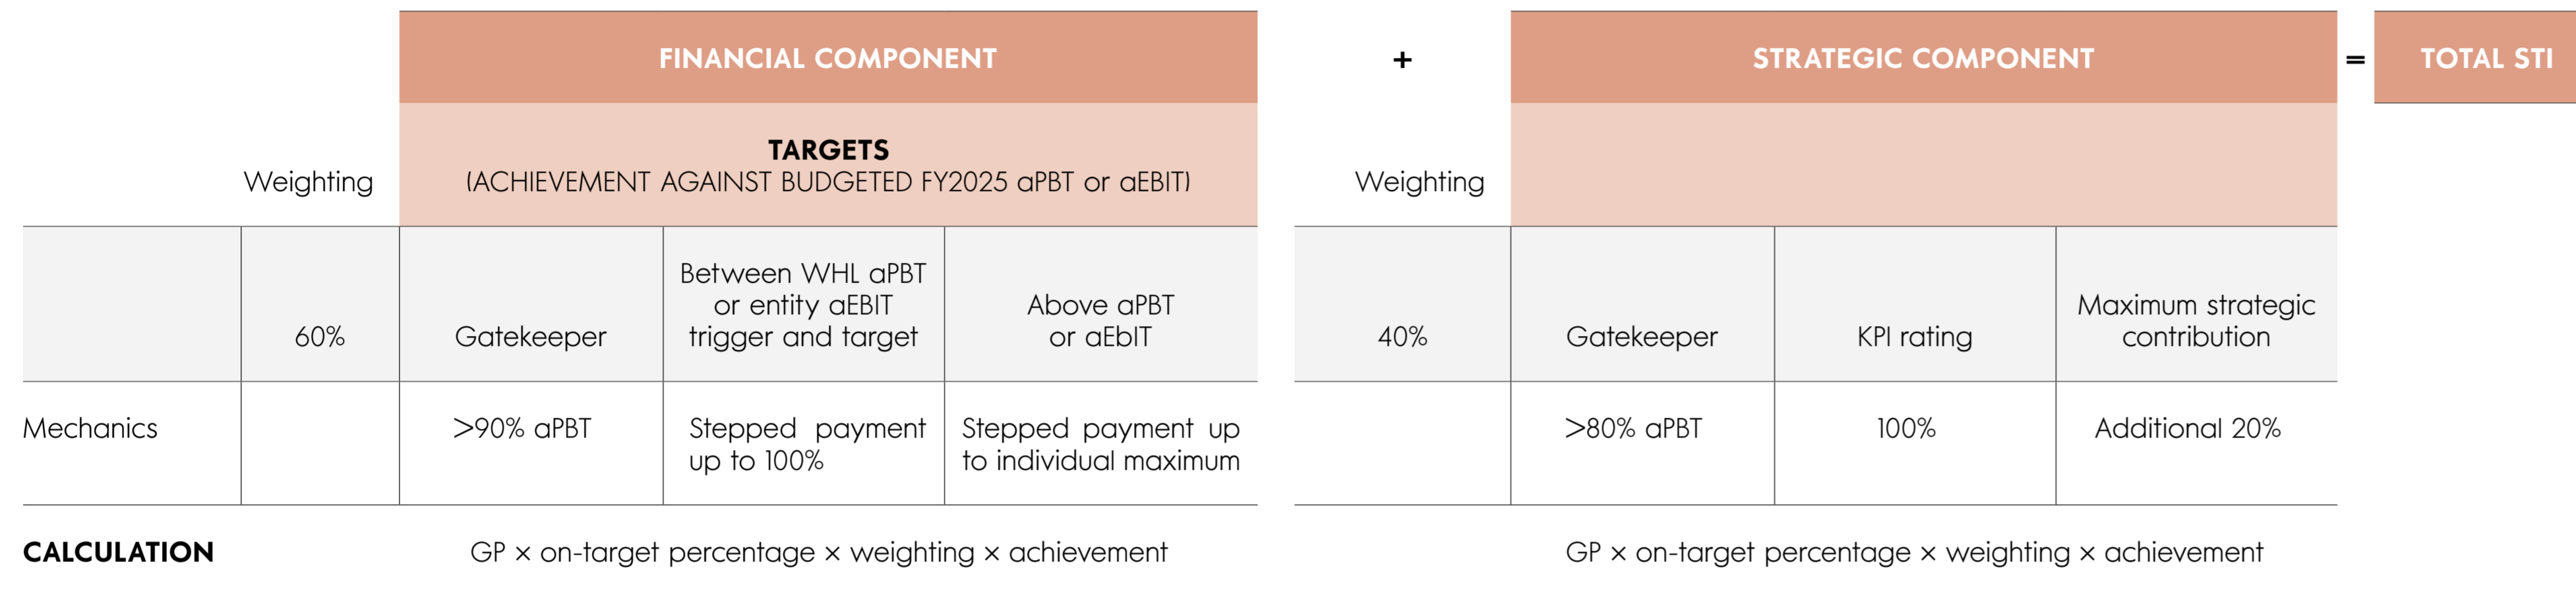 FINANCIAL COMPONENT
+
STRATEGIC COMPONENT
=
TOTAL STI
Weighting
TARGETS
(ACHIEVEMENT AGAINST BUDGETED FY2025 aPBT or aEBIT)
Weighting
60%
Gatekeeper
Between WHL aPBT
or entity aEBIT
trigger and target
Above aPBT
or aEbIT
40%
Gatekeeper
KPI rating
Maximum strategic
contribution
Mechanics
>90% aPBT
Stepped payment
up to 100%
Stepped payment up
to individual maximum
>80% aPBT
100%
Additional 20%
CALCULATION
GP × on-target percentage × weighting × achievement
GP × on-target percentage × weighting × achievement